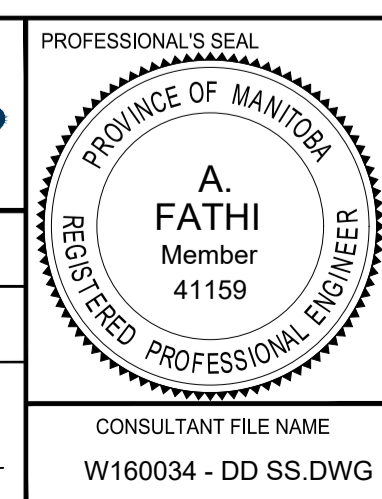 PROFESSIONAL'S SEAL
PROVINCE OF MANITOBA
A.
FATHI
Member
41159
REGISTERED PROFESSIONAL ENGINEER
CONSULTANT FILE NAME
W160034 - DD SS.DWG